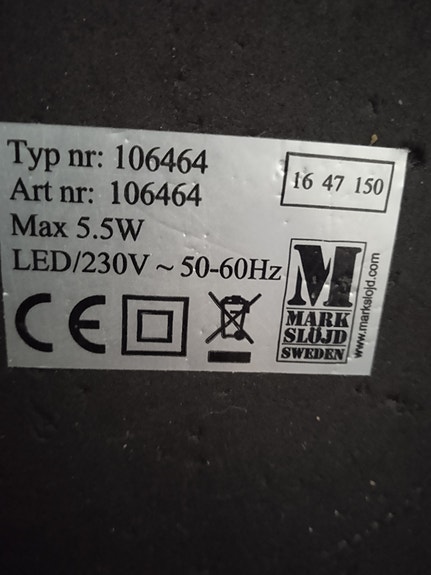 Typ nr: 106464
Art nr: 106464
Max 5.5W
LED/230V ~ 50-60Hz
16 47 150
M
MARK
SLÖJD
SWEDEN
www.markslojd.com